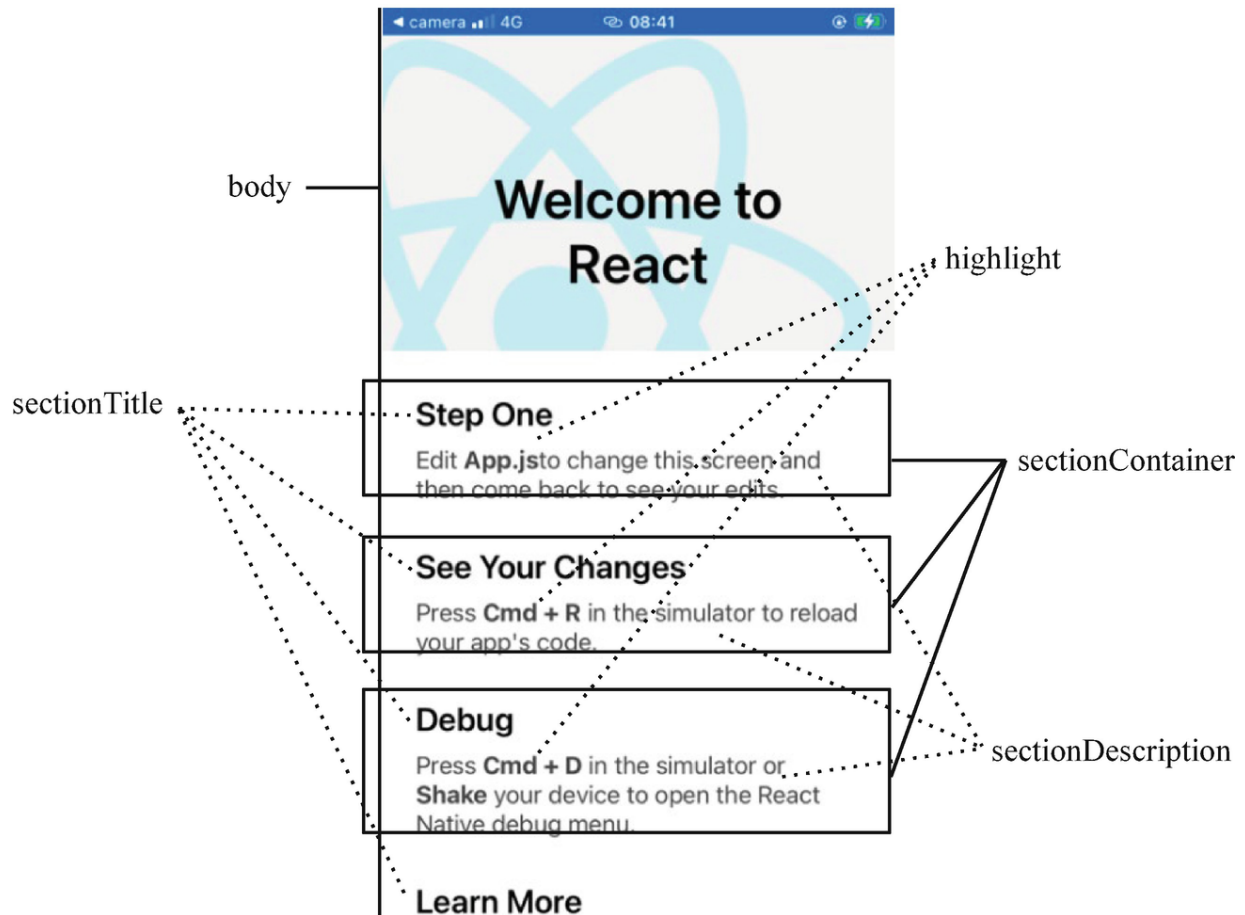 camera 4G 08:41
body
Welcome to
React
highlight
sectionTitle
Step One
Edit App.jsto change this screen and
then come back to see your edits.
sectionContainer
See Your Changes
Press Cmd + R in the simulator to reload
your app's code.
Debug
Press Cmd + D in the simulator or
Shake your device to open the React
Native debug menu.
sectionDescription
Learn More